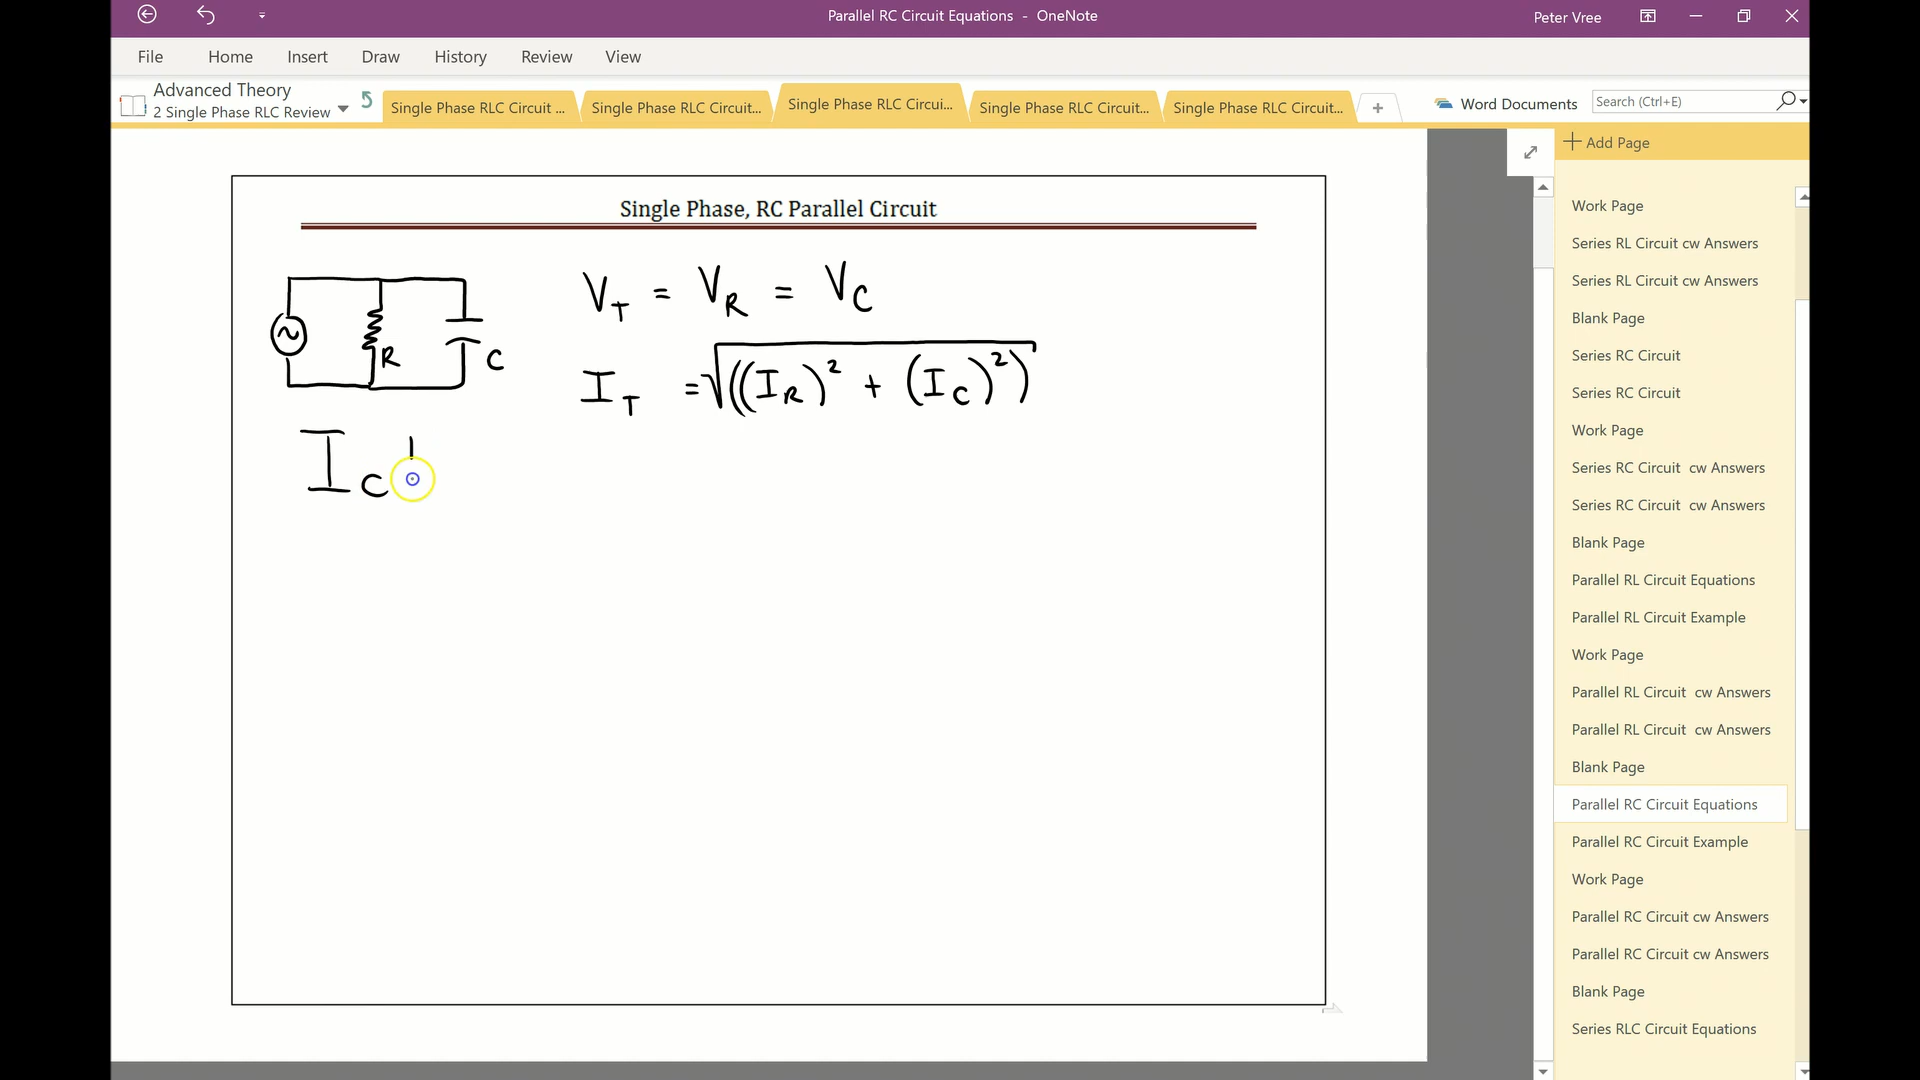 Parallel RC Circuit Equations - OneNote
Peter Vree
File Home Insert Draw History Review View
Advanced Theory
2 Single Phase RLC Review
Single Phase RLC Circuit ...
Single Phase RLC Circuit...
Single Phase RLC Circui...
Single Phase RLC Circuit...
Single Phase RLC Circuit...
Word Documents
Search (Ctrl+E)
Add Page
Single Phase, RC Parallel Circuit
R
C
V_T = V_R = V_C
I_T = √((I_R)² + (I_C)²)
I_C
Work Page
Series RL Circuit cw Answers
Series RL Circuit cw Answers
Blank Page
Series RC Circuit
Series RC Circuit
Work Page
Series RC Circuit cw Answers
Series RC Circuit cw Answers
Blank Page
Parallel RL Circuit Equations
Parallel RL Circuit Example
Work Page
Parallel RL Circuit cw Answers
Parallel RL Circuit cw Answers
Blank Page
Parallel RC Circuit Equations
Parallel RC Circuit Example
Work Page
Parallel RC Circuit cw Answers
Parallel RC Circuit cw Answers
Blank Page
Series RLC Circuit Equations